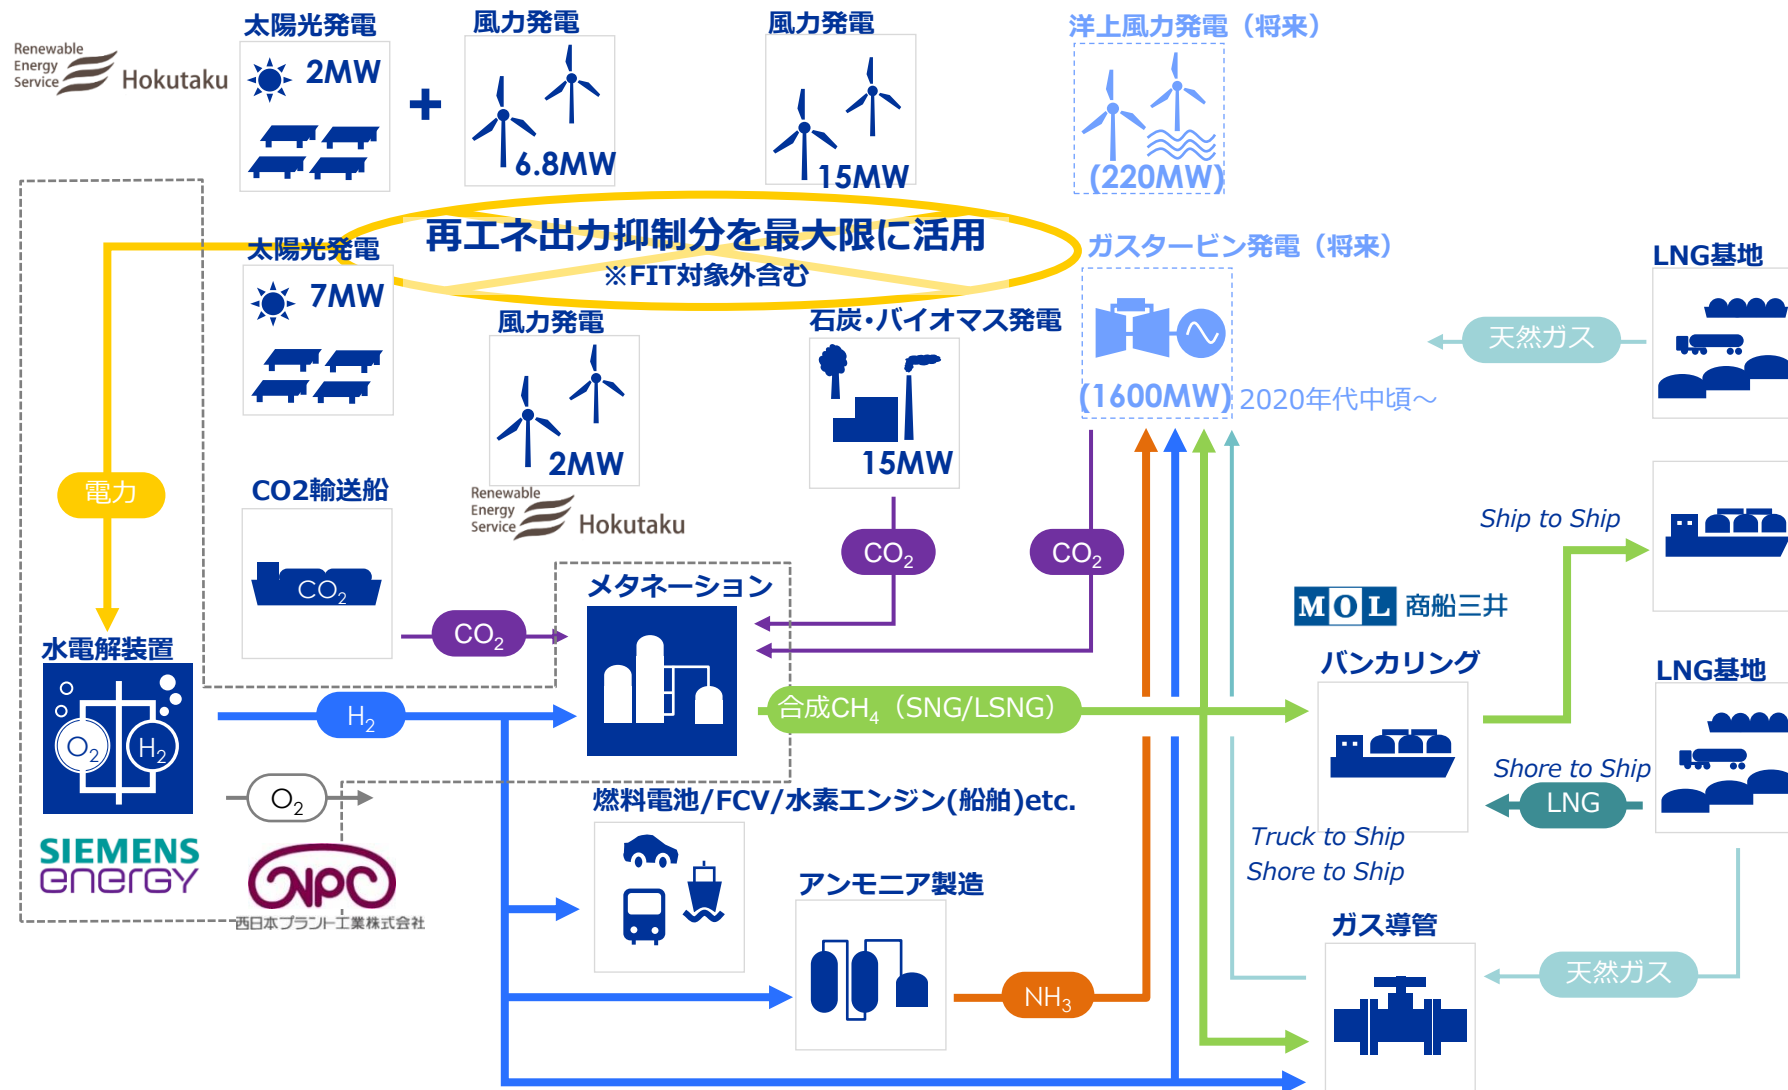 太陽光発電
風力発電
風力発電
洋上風力発電（将来）
Renewable
Energy
Service
Hokutaku
2MW
+
6.8MW
15MW
(220MW)
再エネ出力抑制分を最大限に活用
※FIT対象外含む
太陽光発電
7MW
風力発電
2MW
Renewable
Energy
Service
Hokutaku
石炭・バイオマス発電
15MW
ガスタービン発電（将来）
(1600MW)
2020年代中頃～
LNG基地
天然ガス
電力
CO2輸送船
CO2
CO2
CO2
CO2
Ship to Ship
メタネーション
MOL 商船三井
水電解装置
O2
H2
H2
合成CH4（SNG/LSNG）
バンカリング
LNG基地
Shore to Ship
LNG
O2
SIEMENS
energy
NPC
西日本プラント工業株式会社
燃料電池/FCV/水素エンジン(船舶)etc.
Truck to Ship
Shore to Ship
アンモニア製造
NH3
ガス導管
天然ガス